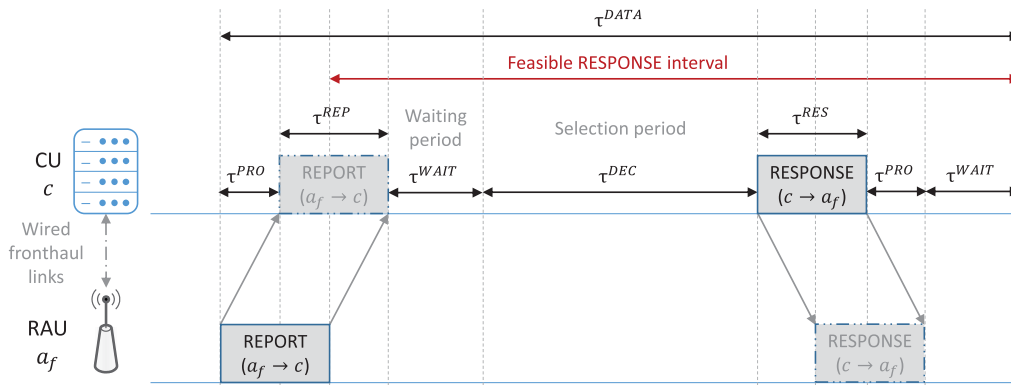 τ^DATA
Feasible RESPONSE interval
τ^REP
Waiting
period
Selection period
τ^RES
CU
c
τ^PRO
REPORT
(a_f → c)
τ^WAIT
τ^DEC
RESPONSE
(c → a_f)
τ^PRO
τ^WAIT
Wired
fronthaul
links
RAU
a_f
REPORT
(a_f → c)
RESPONSE
(c → a_f)